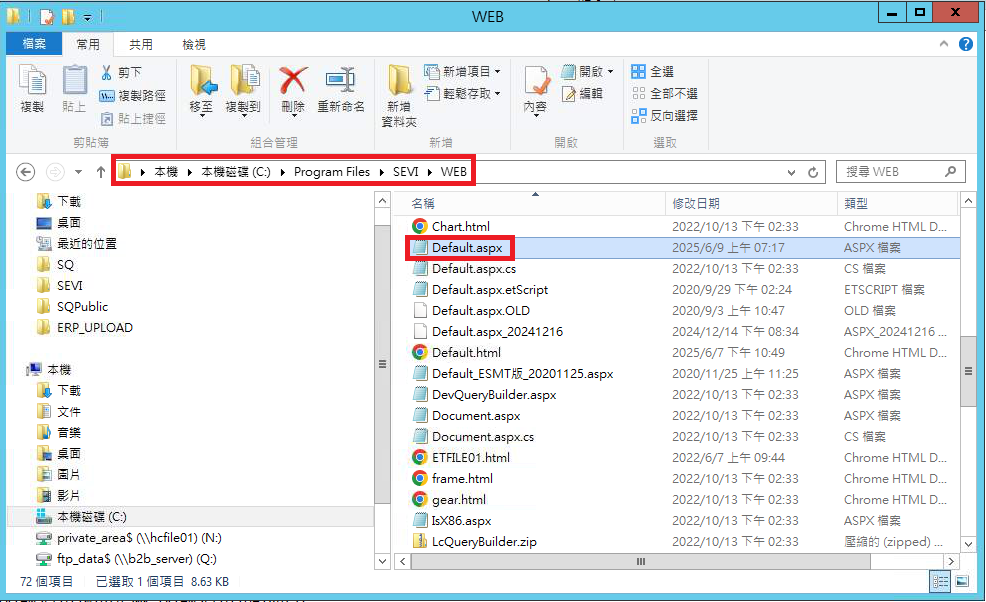 WEB
檔案 常用 共用 檢視
複製
貼上
剪下
複製路徑
貼上捷徑
剪貼簿
移至
複製到
刪除
重新命名
組合管理
新增
資料夾
新增項目
輕鬆存取
新增
內容
開啟
編輯
開啟
全選
全部不選
反向選擇
選取
本機 本機磁碟 (C:) Program Files SEVI WEB
搜尋 WEB
下載
桌面
最近的位置
SQ
SEVI
SQPublic
ERP_UPLOAD
本機
下載
文件
音樂
桌面
圖片
影片
本機磁碟 (C:)
private_area$ (\\hcfile01) (N:)
ftp_data$ (\\b2b_server) (Q:)
名稱 修改日期 類型
Chart.html 2022/10/13 下午 02:33 Chrome HTML D...
Default.aspx 2025/6/9 上午 07:17 ASPX 檔案
Default.aspx.cs 2022/10/13 下午 02:33 CS 檔案
Default.aspx.etScript 2020/9/29 下午 02:24 ETSCRIPT 檔案
Default.aspx.OLD 2020/9/3 上午 10:47 OLD 檔案
Default.aspx_20241216 2024/12/14 下午 08:34 ASPX_20241216 ...
Default.html 2025/6/7 下午 10:49 Chrome HTML D...
Default_ESMT版_20201125.aspx 2020/11/25 上午 11:25 ASPX 檔案
DevQueryBuilder.aspx 2022/10/13 下午 02:33 ASPX 檔案
Document.aspx 2022/10/13 下午 02:33 ASPX 檔案
Document.aspx.cs 2022/10/13 下午 02:33 CS 檔案
ETFILE01.html 2022/6/7 上午 09:44 Chrome HTML D...
frame.html 2022/10/13 下午 02:33 Chrome HTML D...
gear.html 2022/10/13 下午 02:33 Chrome HTML D...
IsX86.aspx 2022/10/13 下午 02:33 ASPX 檔案
LcQueryBuilder.zip 2022/10/13 下午 02:33 壓縮的 (zipped) ...
72 個項目 已選取 1 個項目 8.63 KB